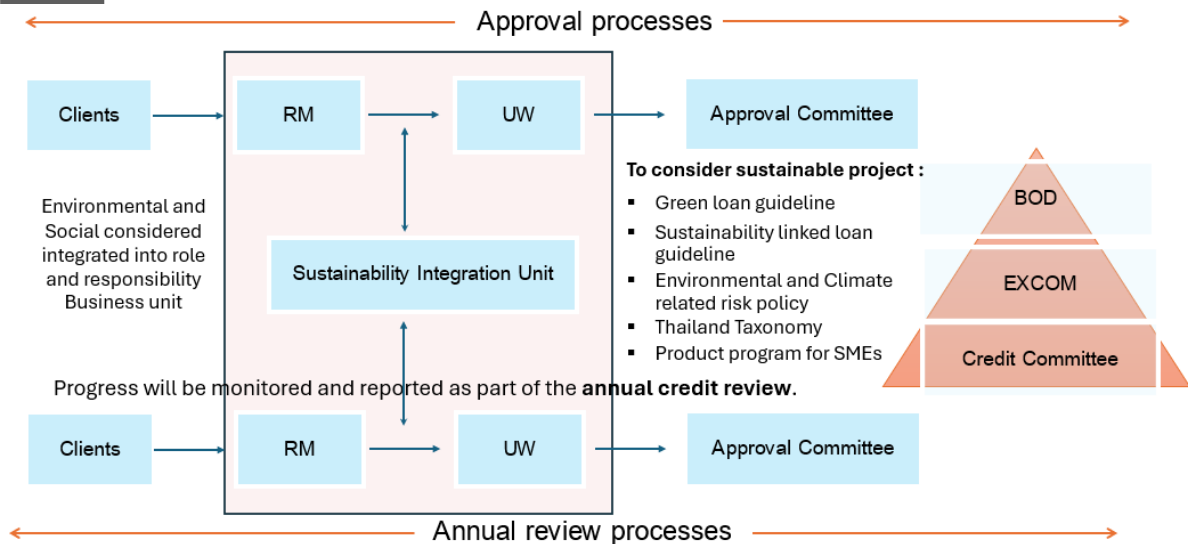 Approval processes
Clients
RM
UW
Approval Committee
Environmental and
Social considered
integrated into role
and responsibility
Business unit
Sustainability Integration Unit
To consider sustainable project :
▪ Green loan guideline
▪ Sustainability linked loan
guideline
▪ Environmental and Climate
related risk policy
▪ Thailand Taxonomy
▪ Product program for SMEs
BOD
EXCOM
Credit Committee
Progress will be monitored and reported as part of the annual credit review.
Clients
RM
UW
Approval Committee
Annual review processes